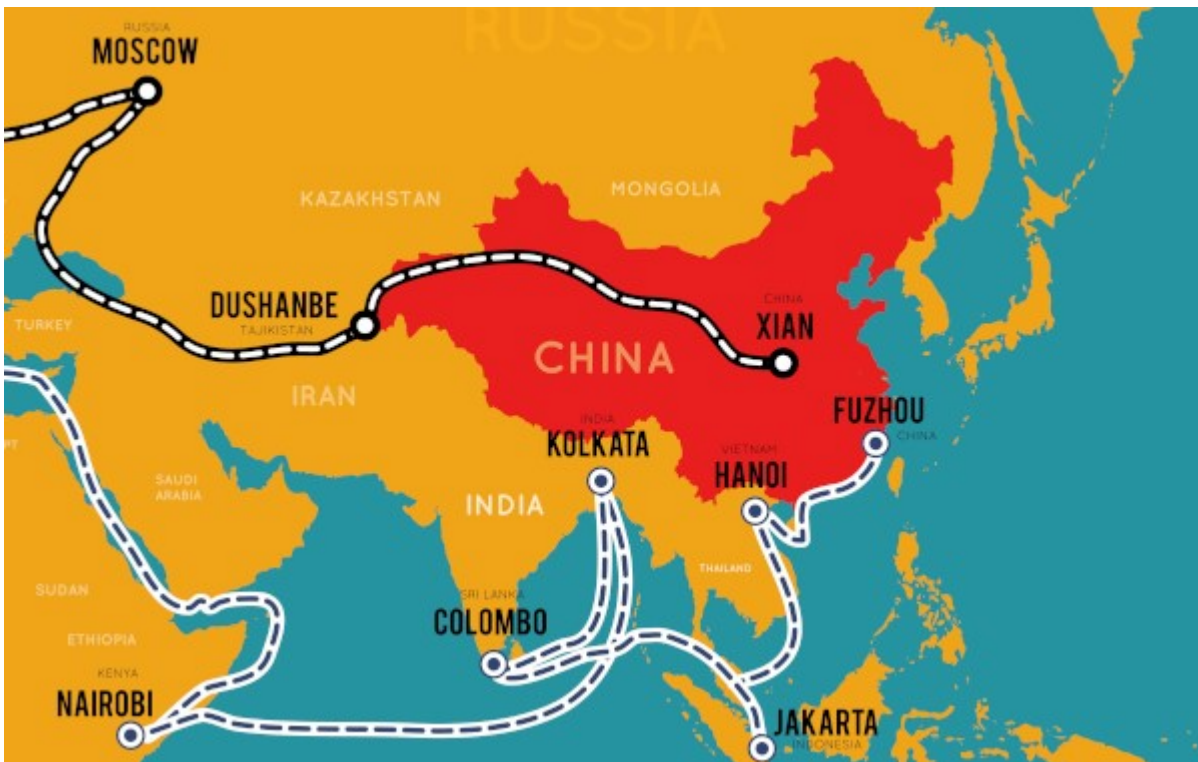 RUSSIA
RUSSIA
MOSCOW
KAZAKHSTAN
MONGOLIA
DUSHANBE
TAJIKISTAN
TURKEY
CHINA
XIAN
CHINA
IRAN
FUZHOU
CHINA
INDIA
KOLKATA
VIETNAM
HANOI
PT
SAUDI
ARABIA
INDIA
THAILAND
SUDAN
SRI LANKA
COLOMBO
ETHIOPIA
KENYA
NAIROBI
JAKARTA
INDONESIA